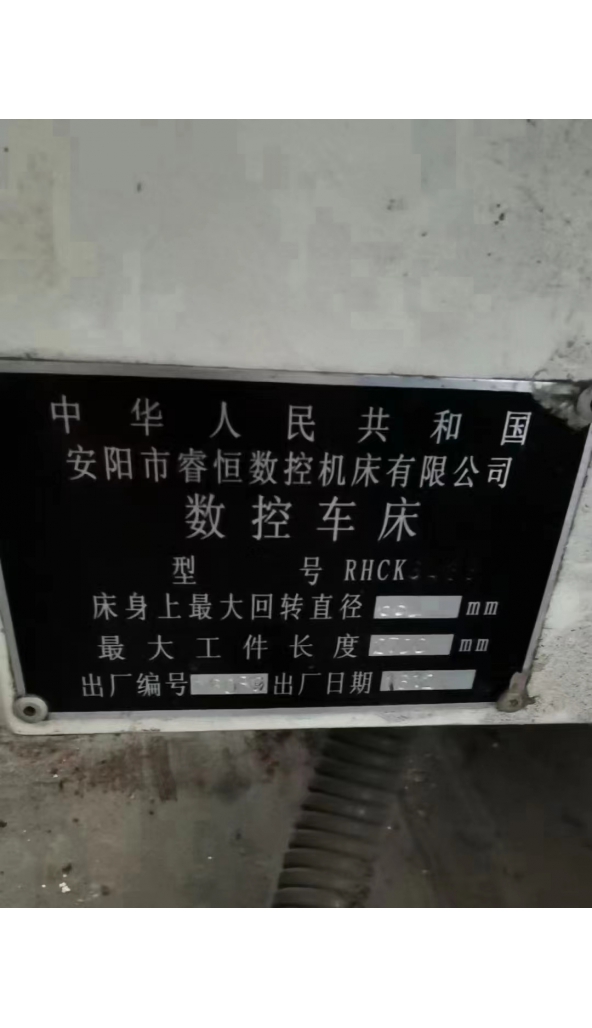 中华人民共和国
安阳市睿恒数控机床有限公司
数控车床
型 号 RHCK
床身上最大回转直径 mm
最大工件长度 mm
出厂编号 出厂日期